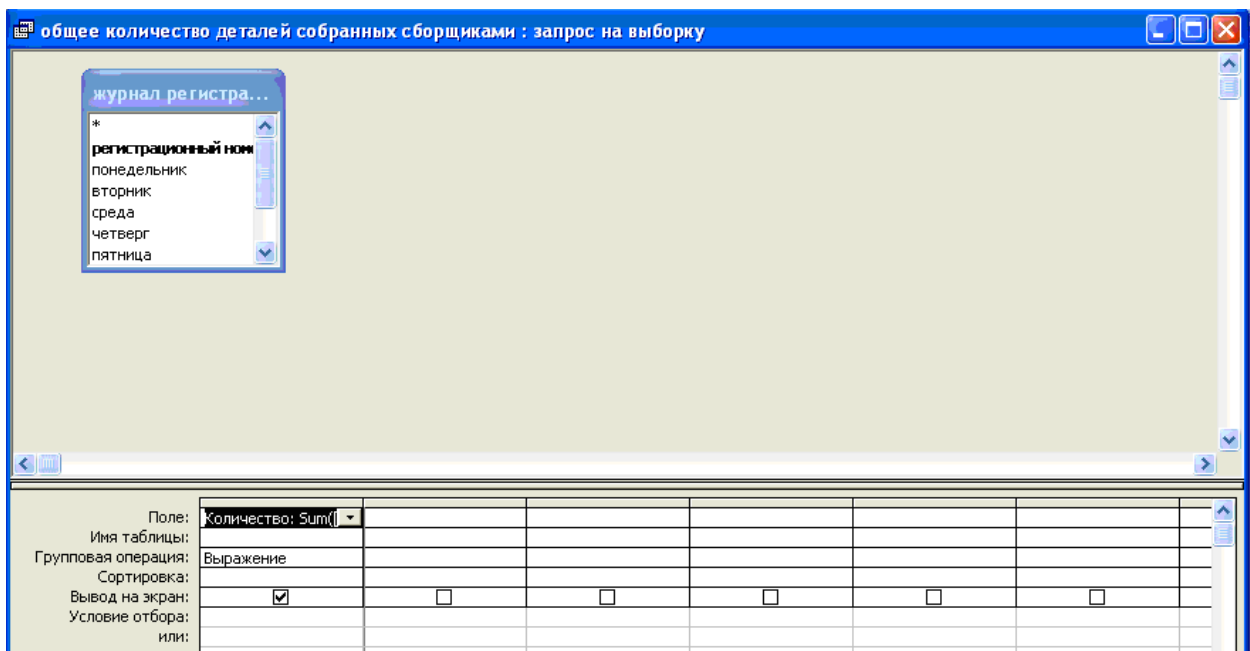 общее количество деталей собранных сборщиками : запрос на выборку
журнал регистра...
*
регистрационный
понедельник
вторник
среда
четверг
пятница
Поле: Количество: Sum([
Имя таблицы:
Групповая операция: Выражение
Сортировка:
Вывод на экран:
Условие отбора:
или: